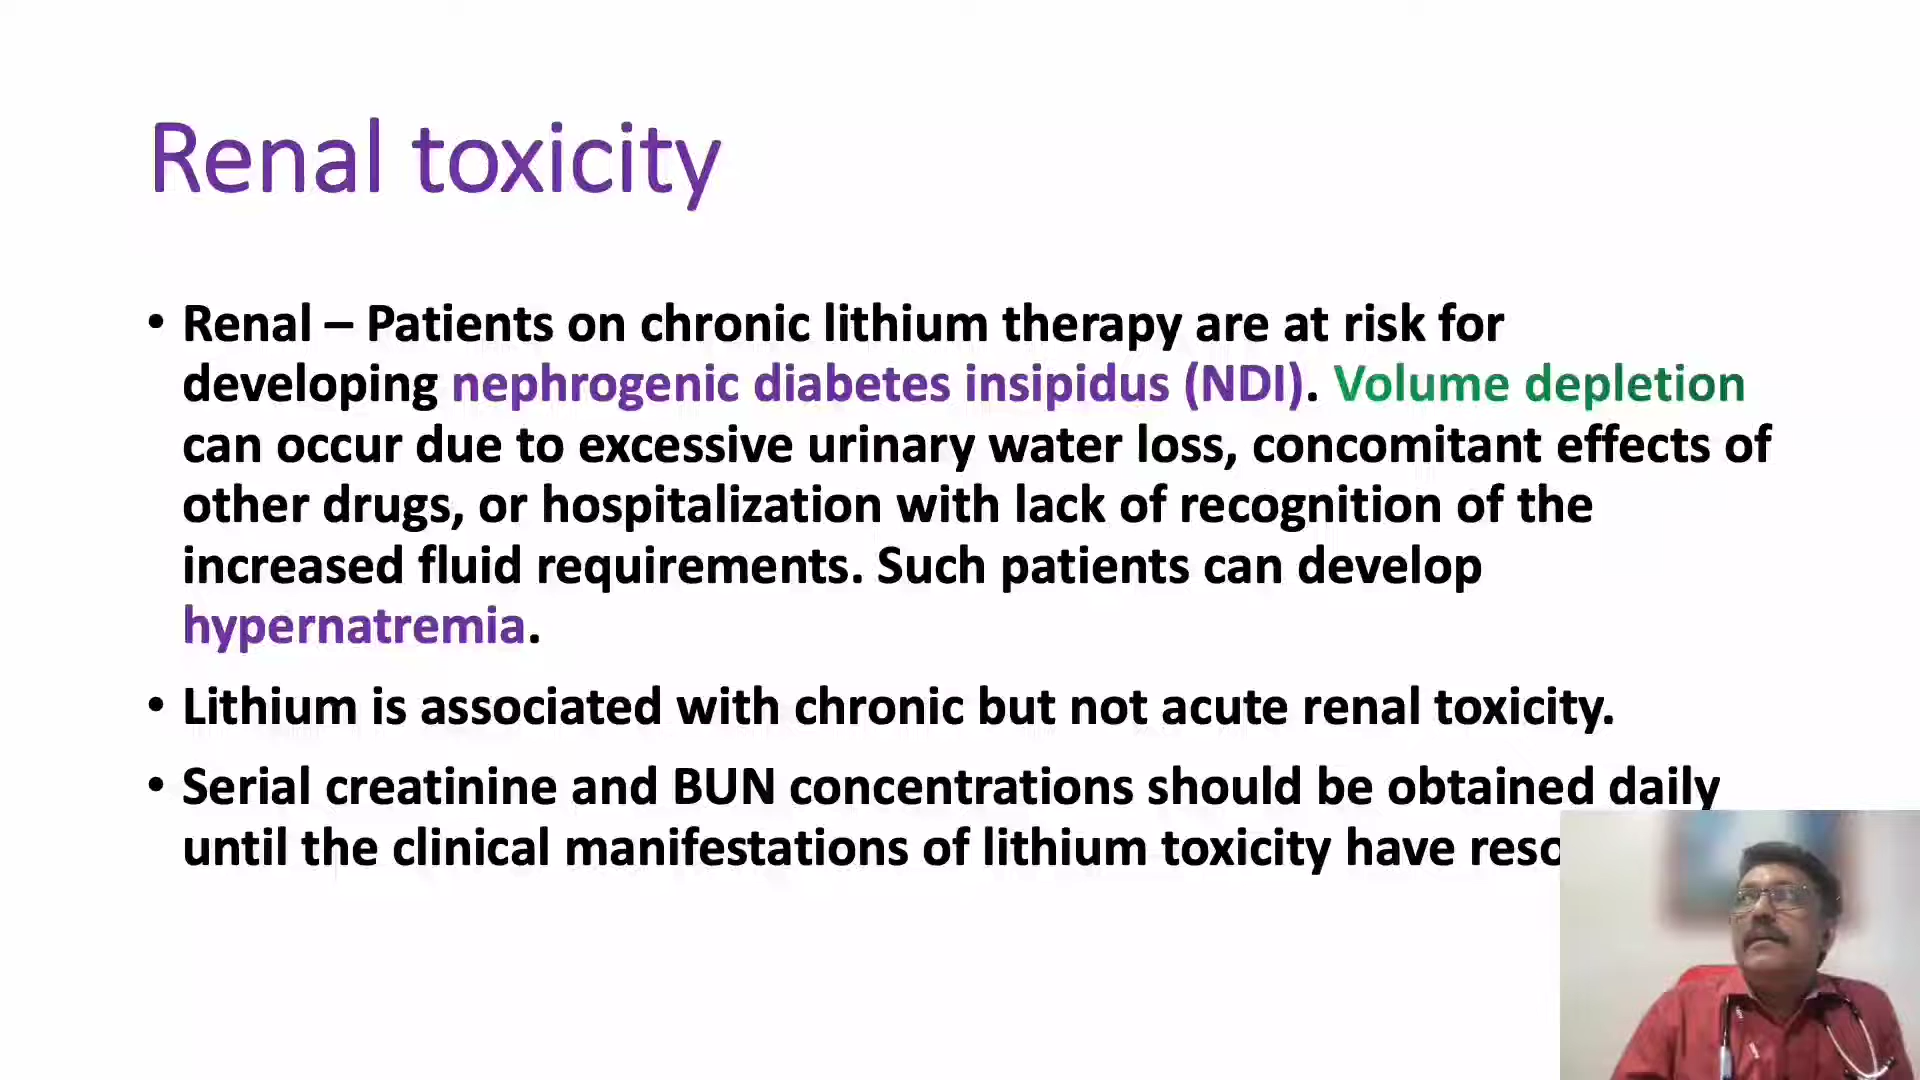 Renal toxicity
• Renal – Patients on chronic lithium therapy are at risk for
developing nephrogenic diabetes insipidus (NDI). Volume depletion
can occur due to excessive urinary water loss, concomitant effects of
other drugs, or hospitalization with lack of recognition of the
increased fluid requirements. Such patients can develop
hypernatremia.
• Lithium is associated with chronic but not acute renal toxicity.
• Serial creatinine and BUN concentrations should be obtained daily
until the clinical manifestations of lithium toxicity have